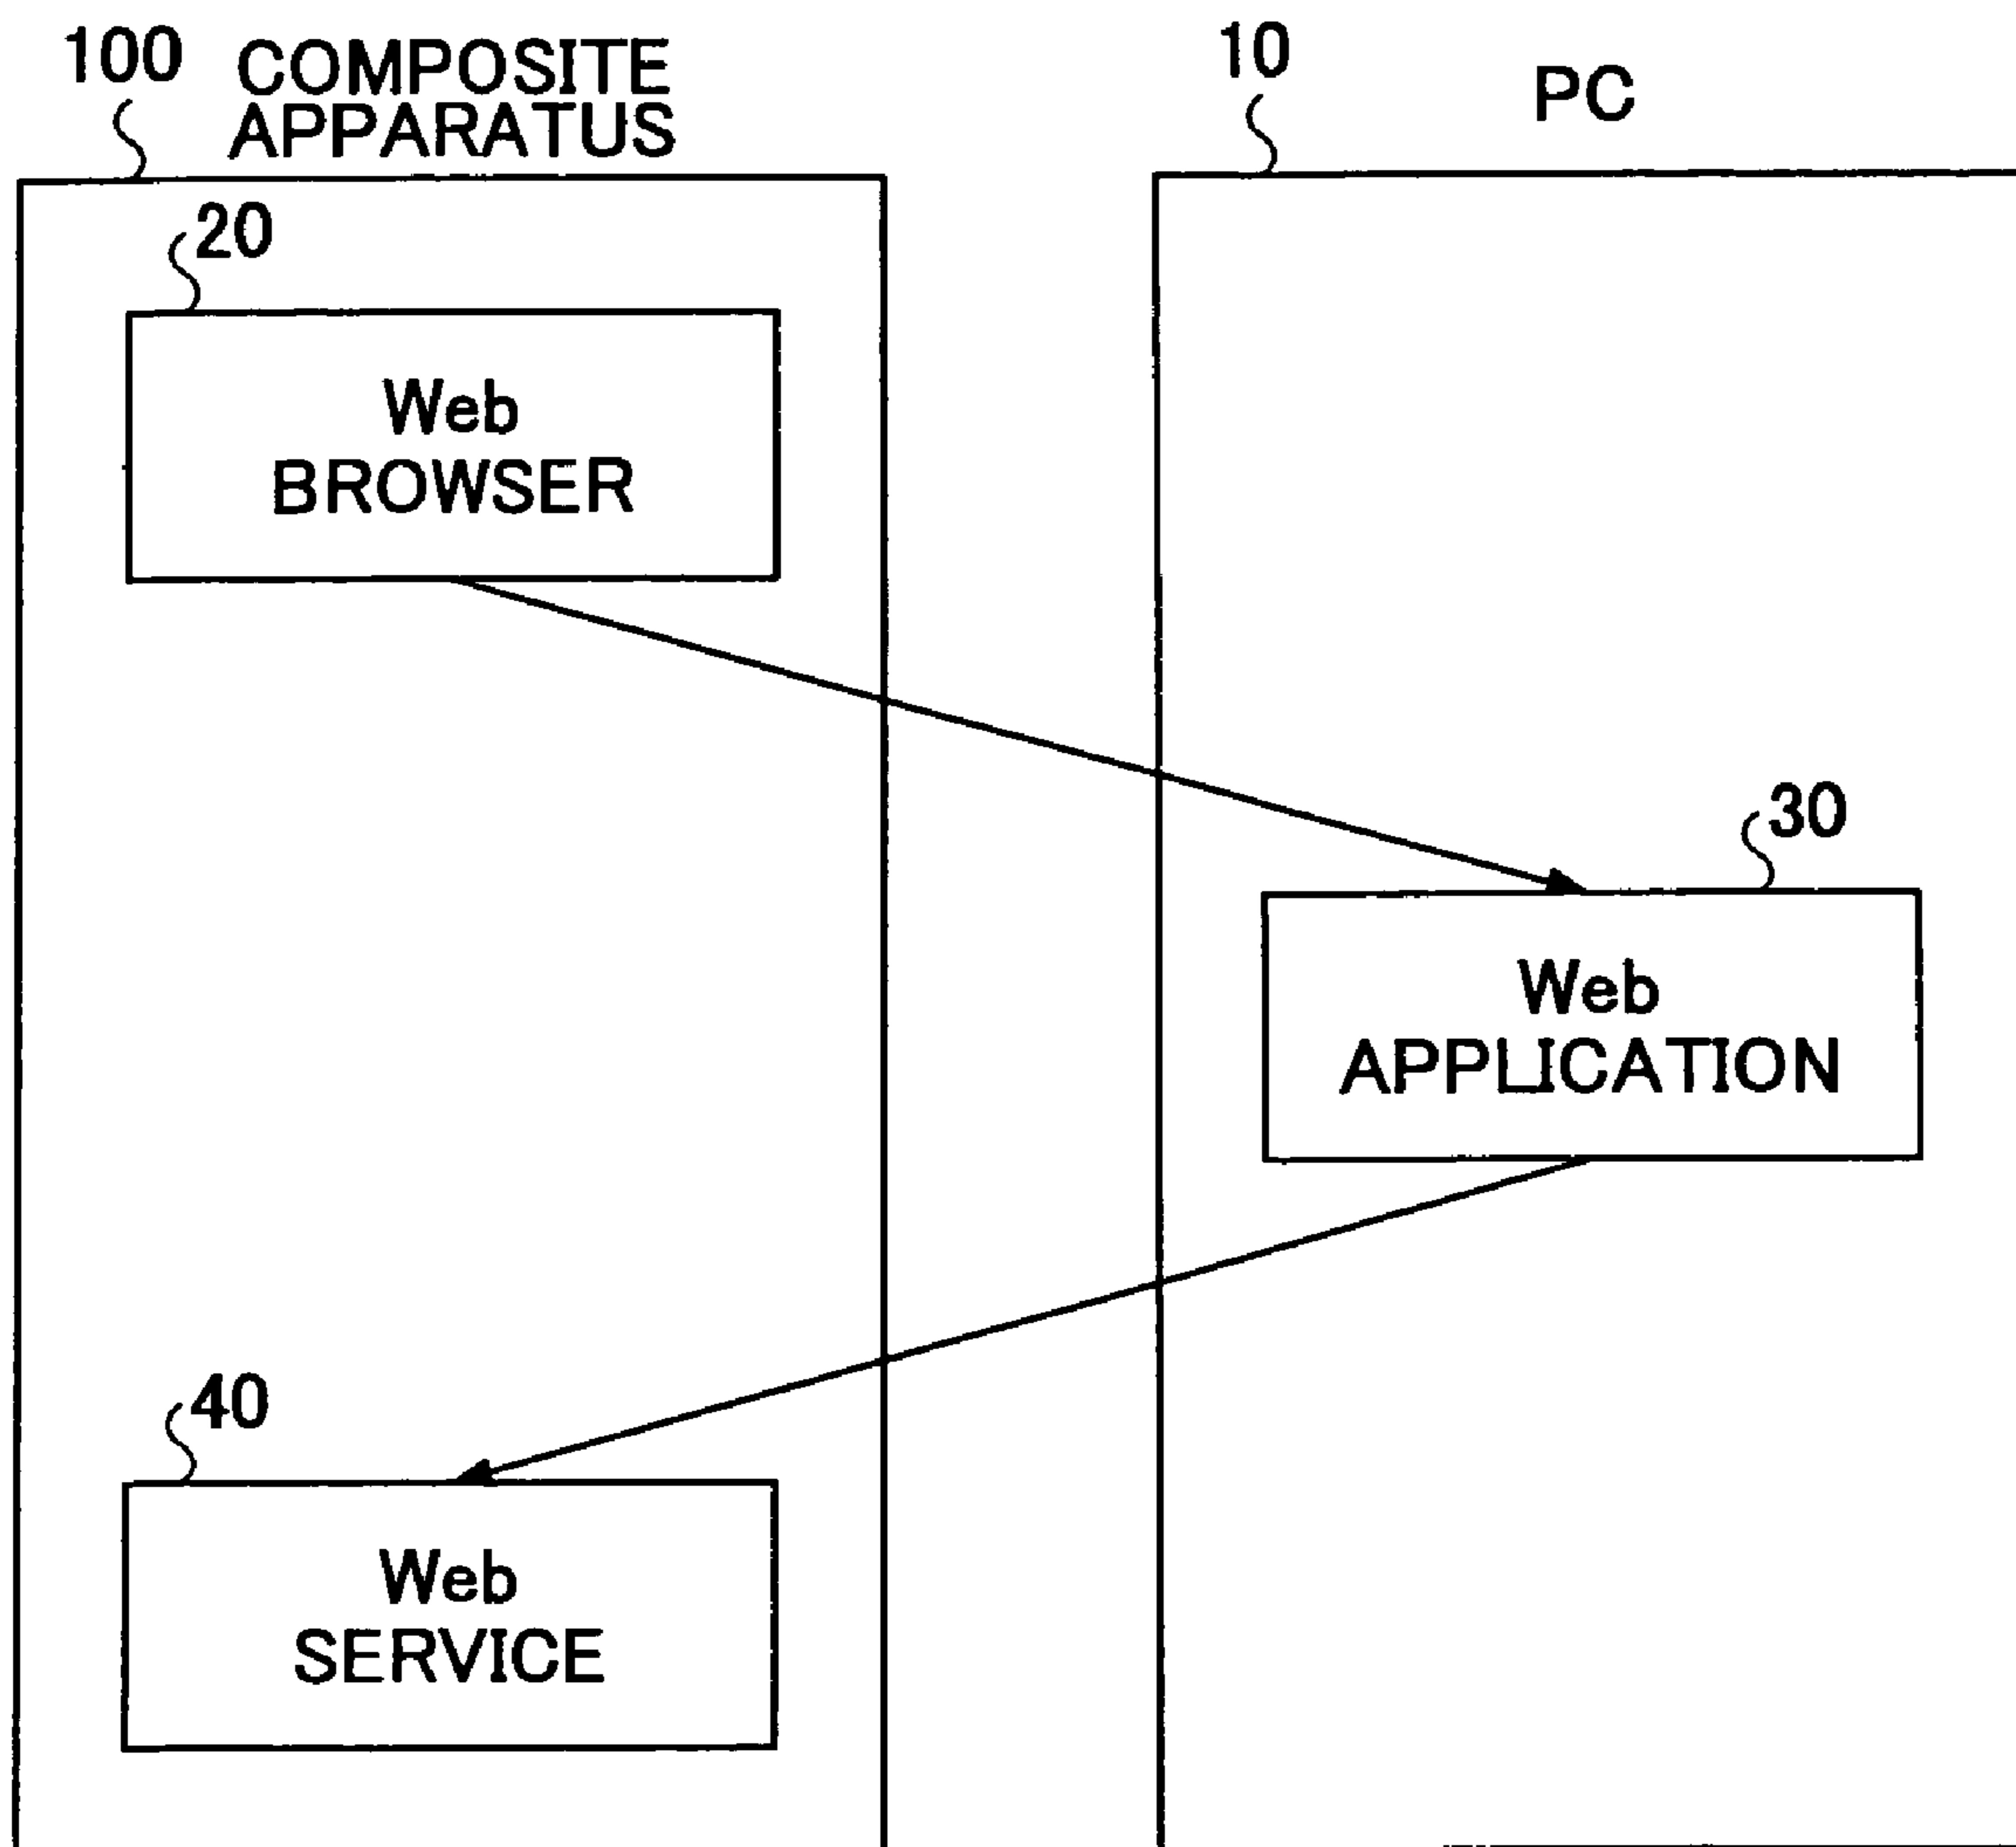 100
COMPOSITE
APPARATUS
10
PC
20
Web
BROWSER
30
Web
APPLICATION
40
Web
SERVICE